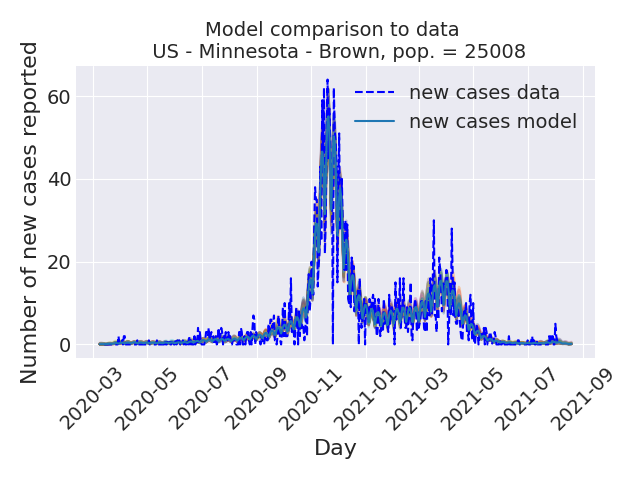 Model comparison to data
US - Minnesota - Brown, pop. = 25008
Number of new cases reported
60
40
20
0
new cases data
new cases model
2020-03
2020-05
2020-07
2020-09
2020-11
2021-01
2021-03
2021-05
2021-07
2021-09
Day